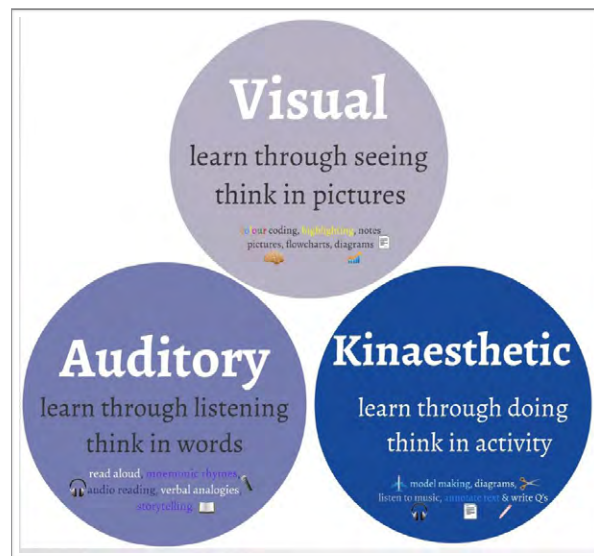 Visual
learn through seeing
think in pictures
colour coding, highlighting, notes
pictures, flowcharts, diagrams
Auditory
learn through listening
think in words
read aloud, mnemonic rhymes,
audio reading, verbal analogies
storytelling
Kinaesthetic
learn through doing
think in activity
model making, diagrams,
listen to music, annotate text & write Q's